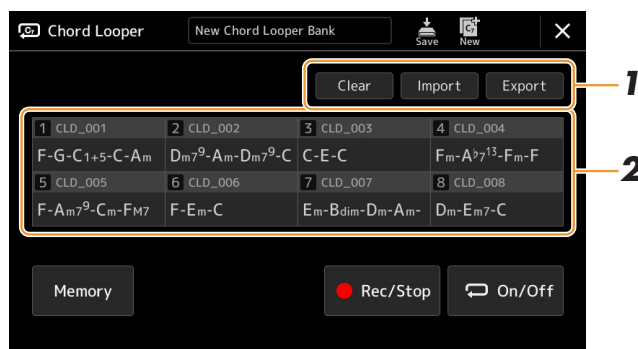 C7 Chord Looper New Chord Looper Bank Save C7 New ×
Clear Import Export 1
1 CLD_001 2 CLD_002 3 CLD_003 4 CLD_004
F-G-C1+5-C-Am Dm7⁹-Am-Dm7⁹-C C-E-C Fm-A♭7¹³-Fm-F
2
5 CLD_005 6 CLD_006 7 CLD_007 8 CLD_008
F-Am7⁹-Cm-FM7 F-Em-C Em-Bdim-Dm-Am- Dm-Em7-C
Memory Rec/Stop On/Off